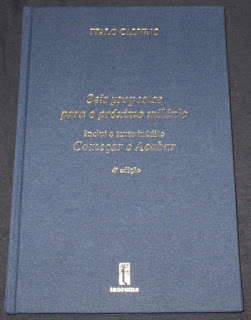 ITALO CALVINO
Seis propostas
para o próximo milénio
Inclui o texto inédito
Começar e Acabar
4ª edição
teorema